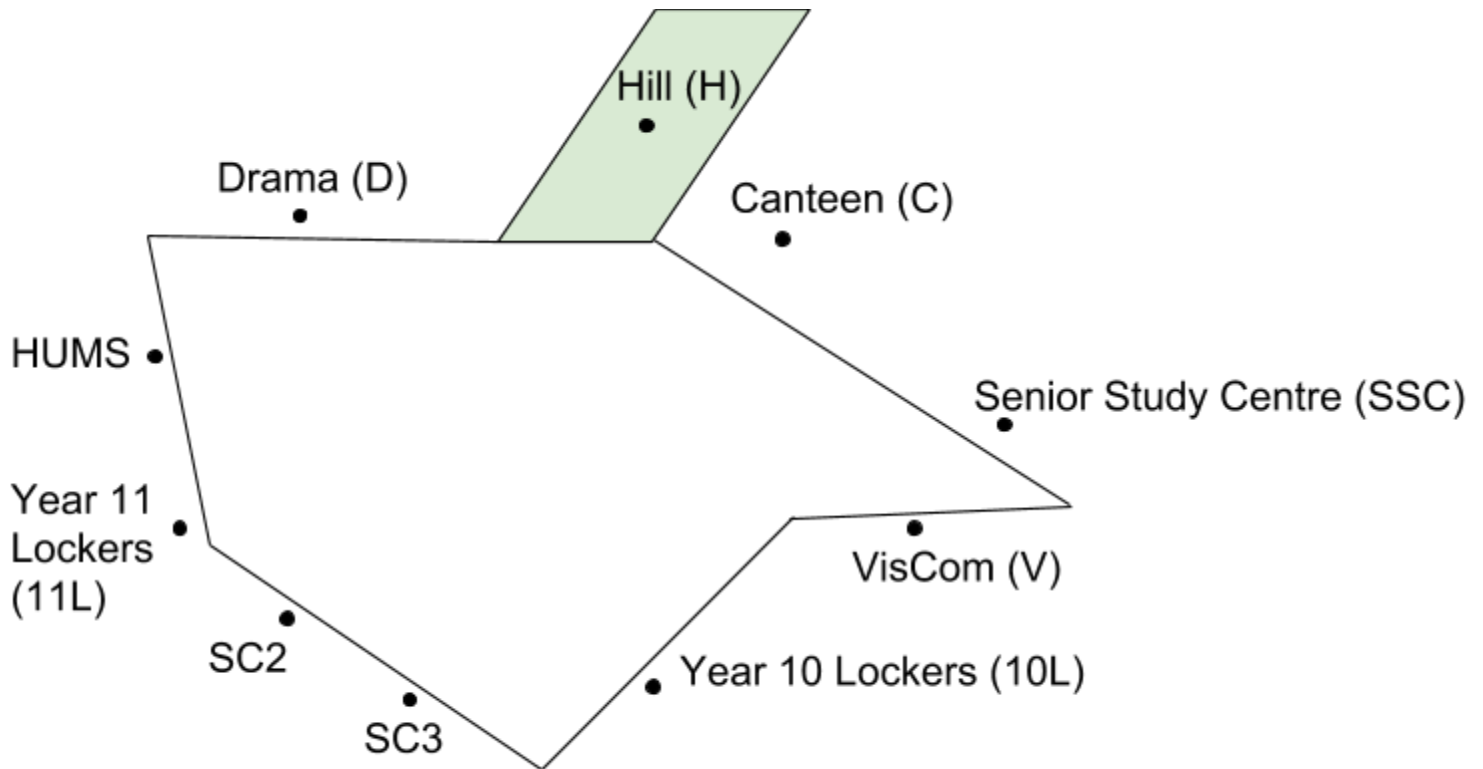 Hill (H)
Drama (D)
Canteen (C)
HUMS
Senior Study Centre (SSC)
Year 11
Lockers
(11L)
VisCom (V)
SC2
Year 10 Lockers (10L)
SC3